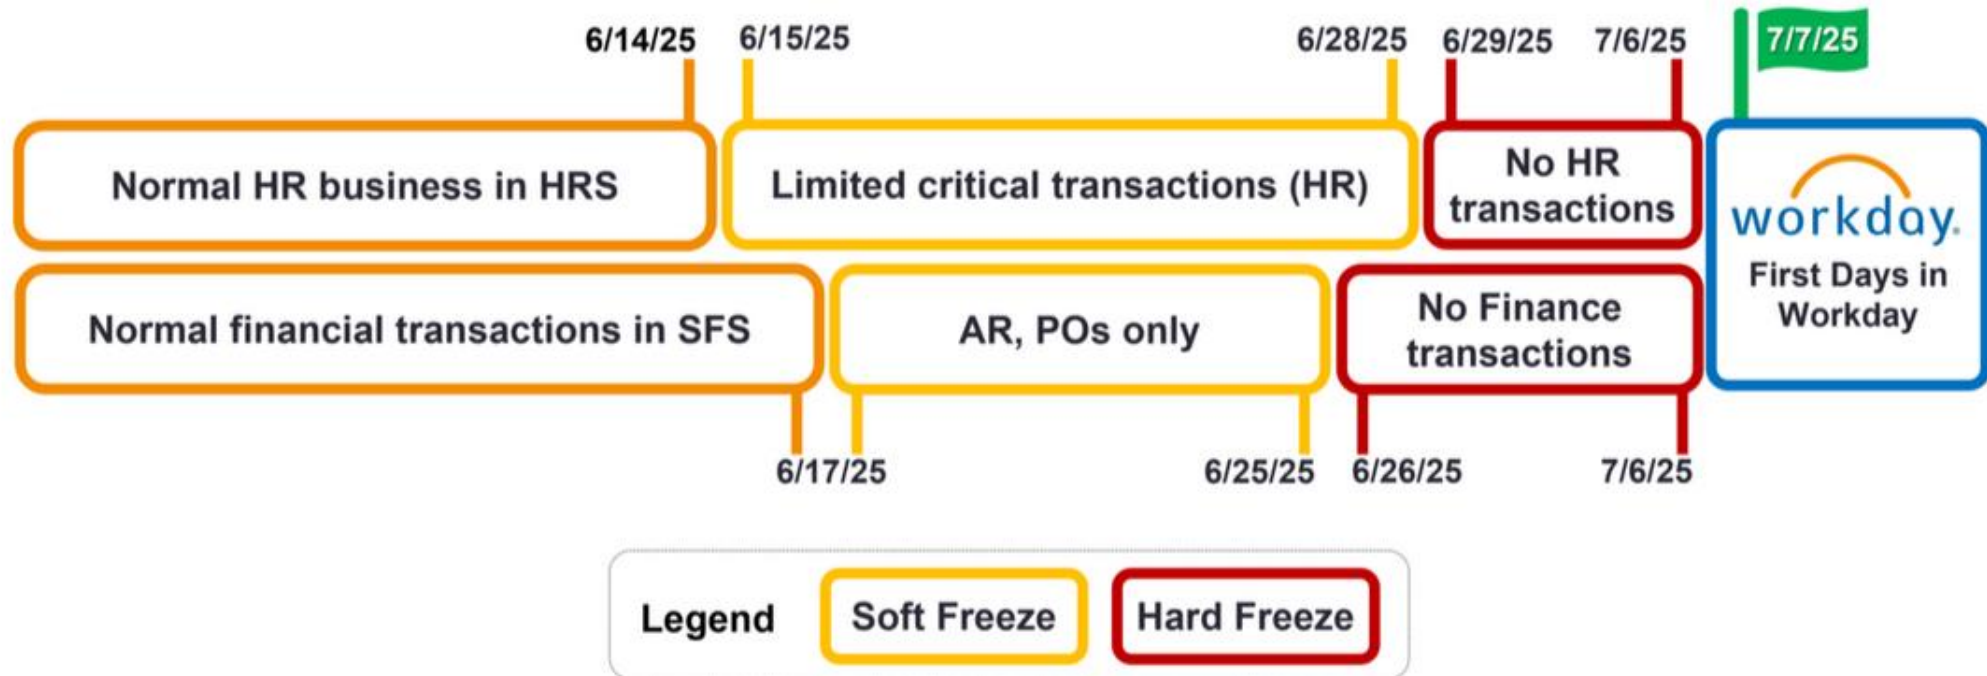 6/14/25 6/15/25 6/28/25 6/29/25 7/6/25 7/7/25
Normal HR business in HRS
Limited critical transactions (HR)
No HR
transactions
workday.
First Days in
Workday
Normal financial transactions in SFS
AR, POs only
No Finance
transactions
6/17/25 6/25/25 6/26/25 7/6/25
Legend
Soft Freeze
Hard Freeze